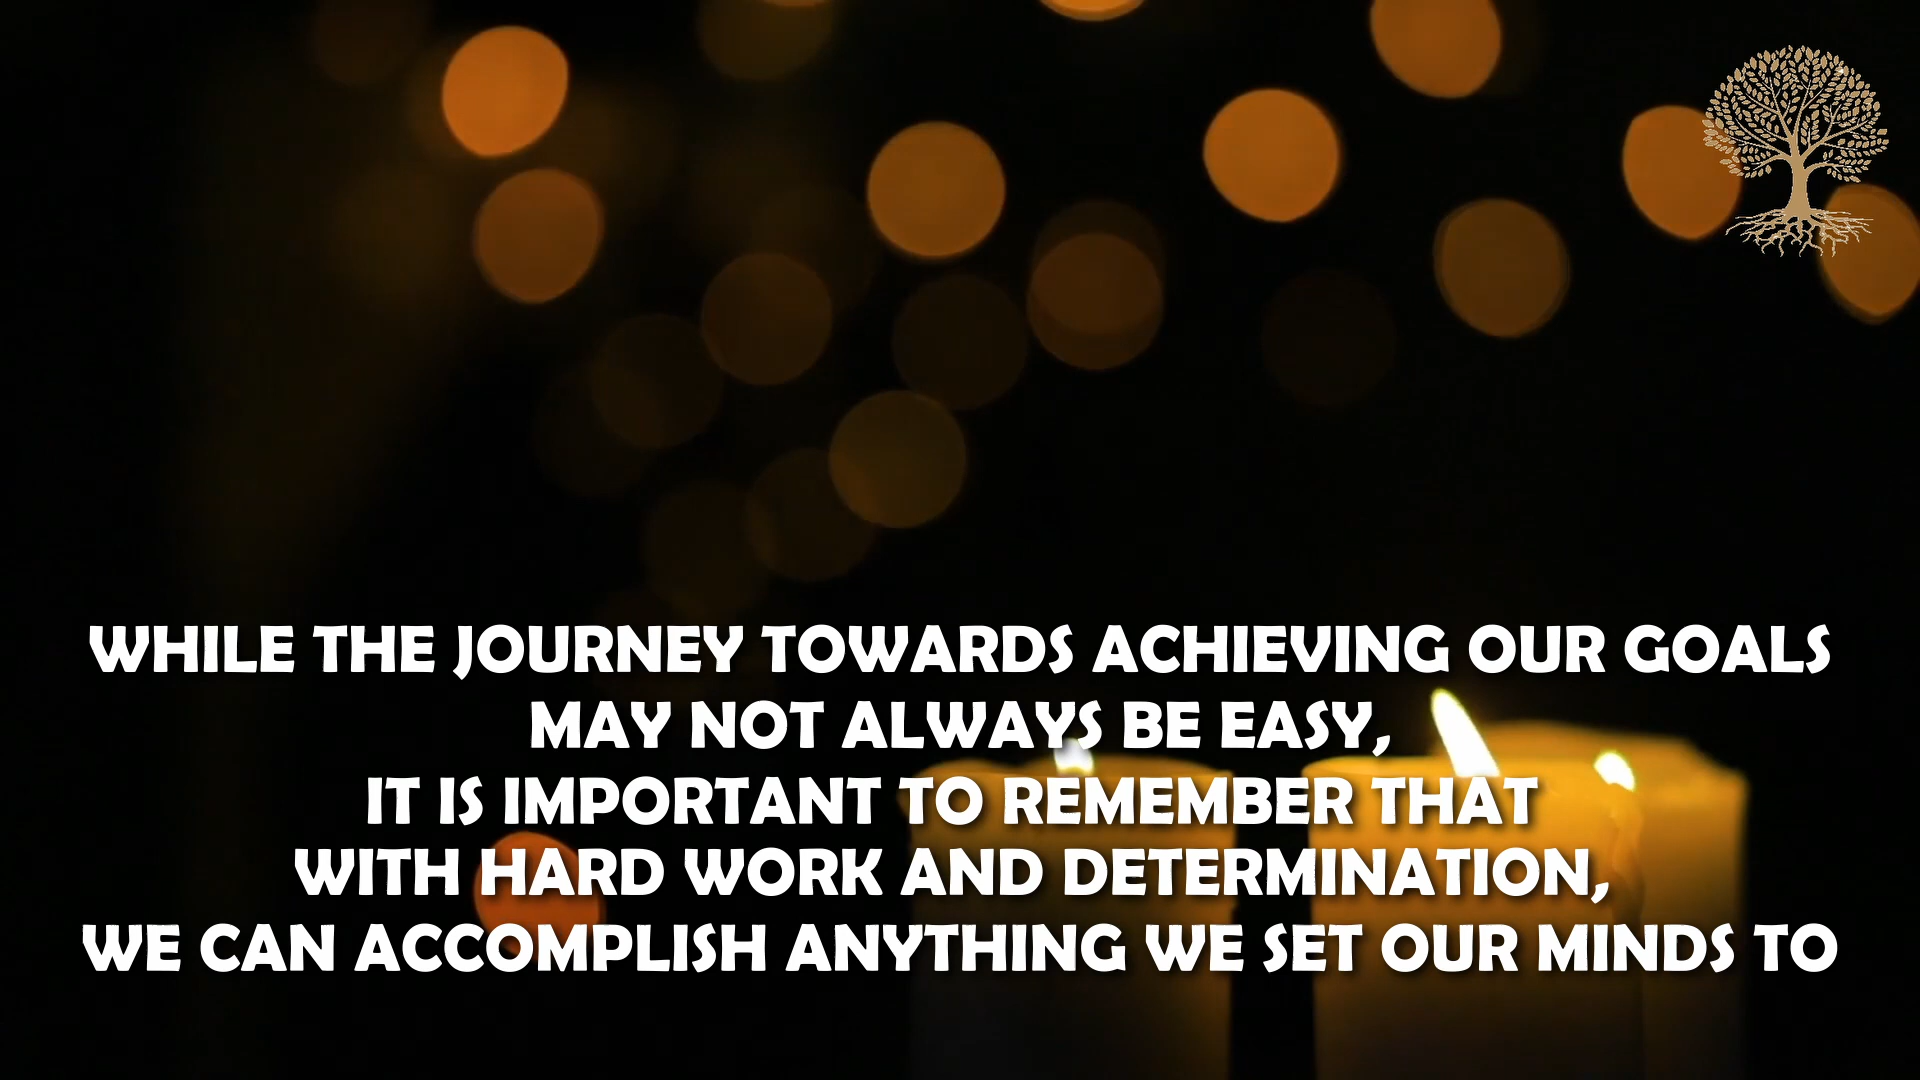 WHILE THE JOURNEY TOWARDS ACHIEVING OUR GOALS
MAY NOT ALWAYS BE EASY,
IT IS IMPORTANT TO REMEMBER THAT
WITH HARD WORK AND DETERMINATION,
WE CAN ACCOMPLISH ANYTHING WE SET OUR MINDS TO